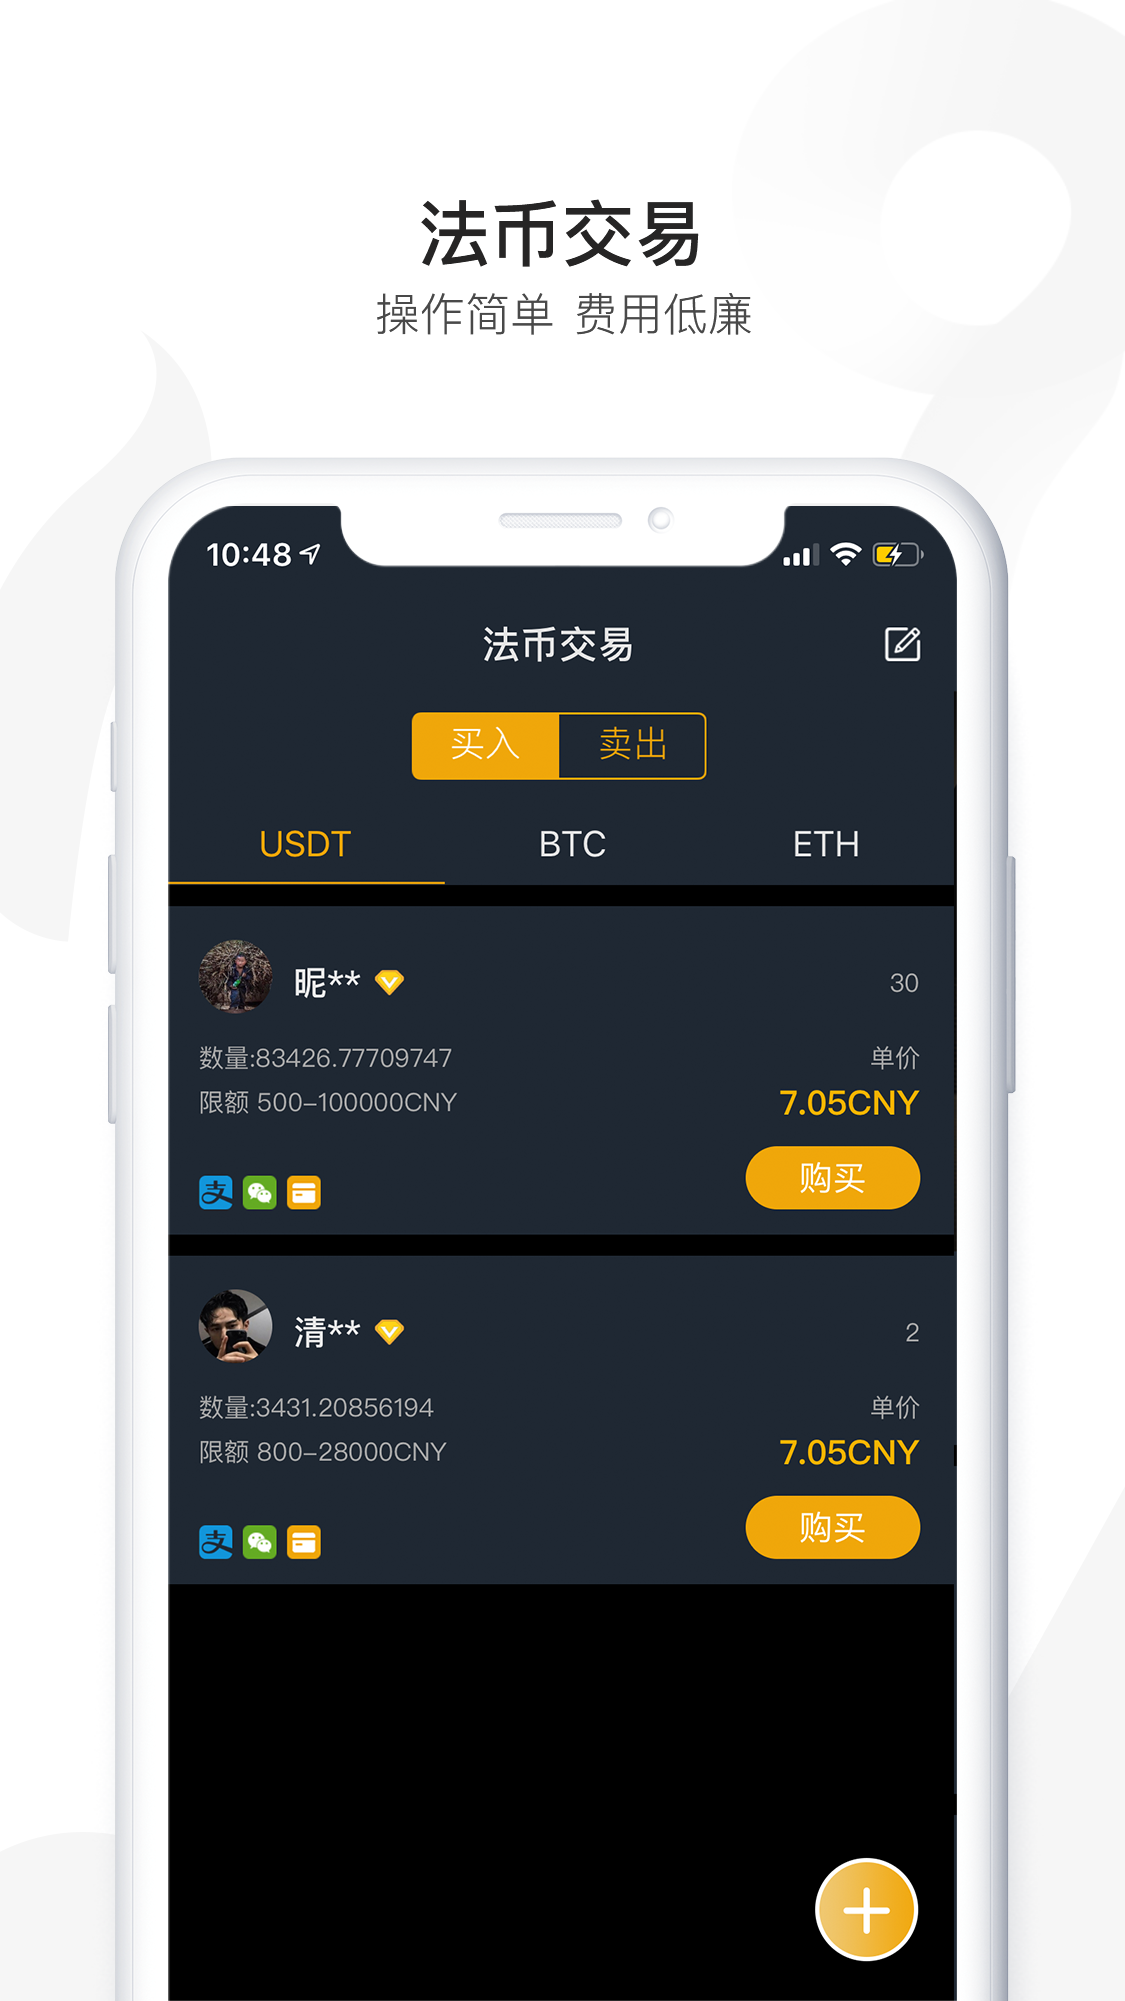 法币交易
操作简单 费用低廉
10:48
法币交易
买入 卖出
USDT BTC ETH
昵** 30
数量:83426.77709747 单价
限额 500-100000CNY 7.05CNY
支 购买
清** 2
数量:3431.20856194 单价
限额 800-28000CNY 7.05CNY
支 购买